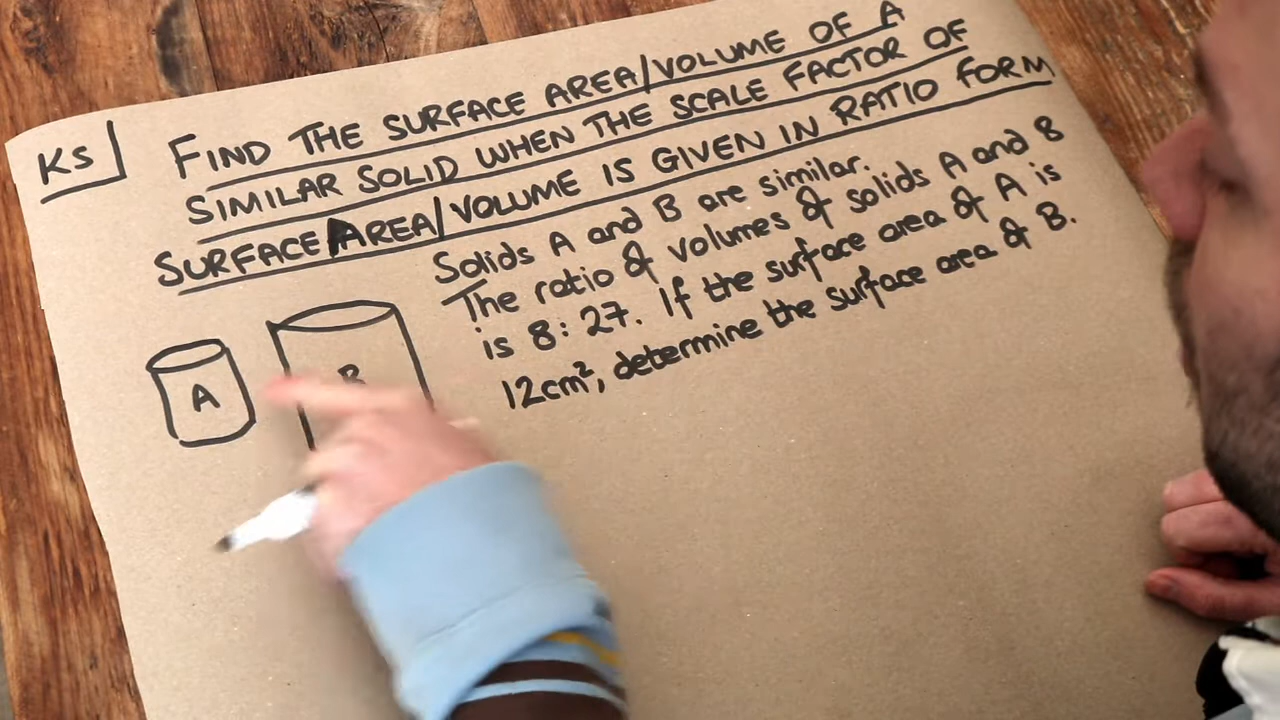 KS
FIND THE SURFACE AREA/VOLUME OF A
SIMILAR SOLID WHEN THE SCALE FACTOR OF
SURFACE AREA/VOLUME IS GIVEN IN RATIO FORM
Solids A and B are similar.
The ratio of volumes of solids A and B
is 8:27. If the surface area of A is
12cm², determine the surface area of B.
A
B